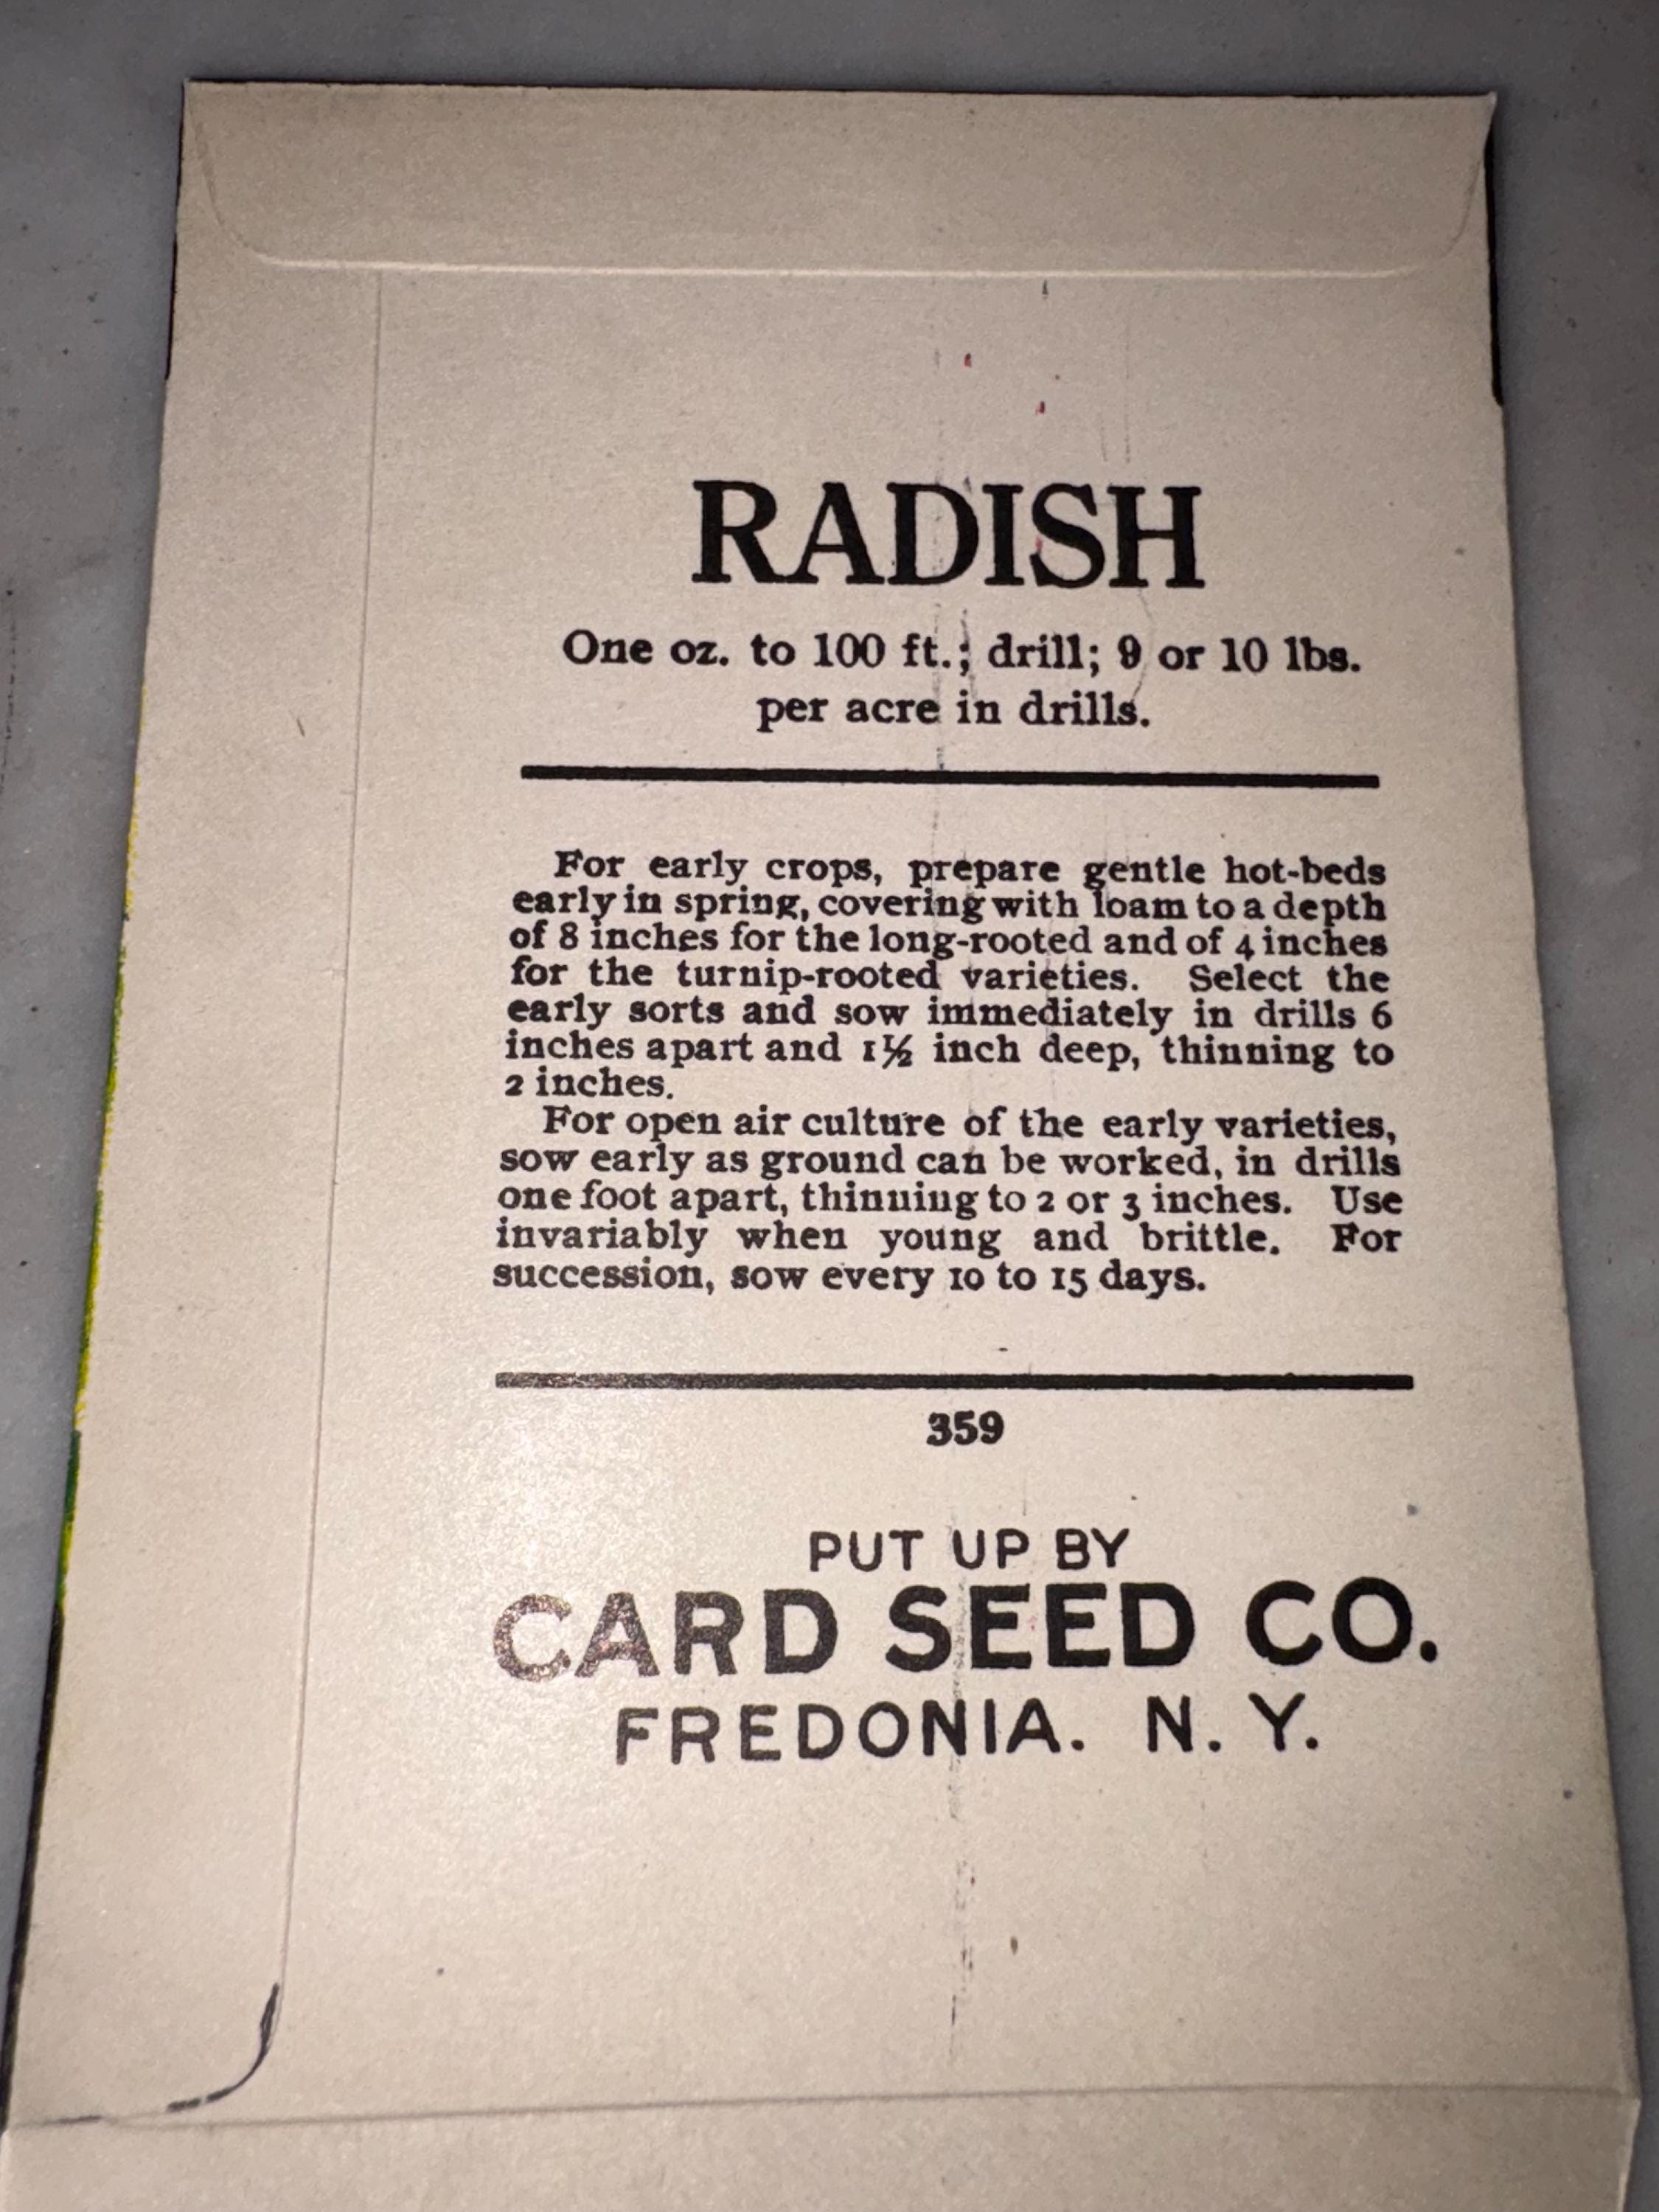 RADISH
One oz. to 100 ft.; drill; 9 or 10 lbs.
per acre in drills.
For early crops, prepare gentle hot-beds
early in spring, covering with loam to a depth
of 8 inches for the long-rooted and of 4 inches
for the turnip-rooted varieties. Select the
early sorts and sow immediately in drills 6
inches apart and 1½ inch deep, thinning to
2 inches.
For open air culture of the early varieties,
sow early as ground can be worked, in drills
one foot apart, thinning to 2 or 3 inches. Use
invariably when young and brittle. For
succession, sow every 10 to 15 days.
359
PUT UP BY
CARD SEED CO.
FREDONIA. N. Y.